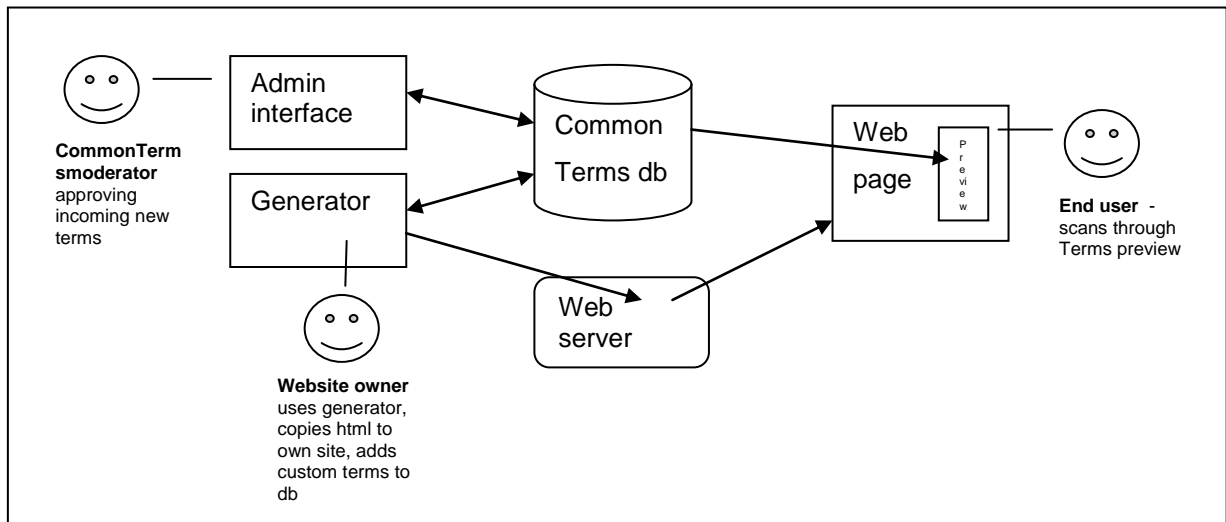 Admin
interface
CommonTerm
smoderator
approving
incoming new
terms
Generator
Website owner
uses generator,
copies html to
own site, adds
custom terms to
db
Common
Terms db
Web
server
Web
page
Preview
End user -
scans through
Terms preview